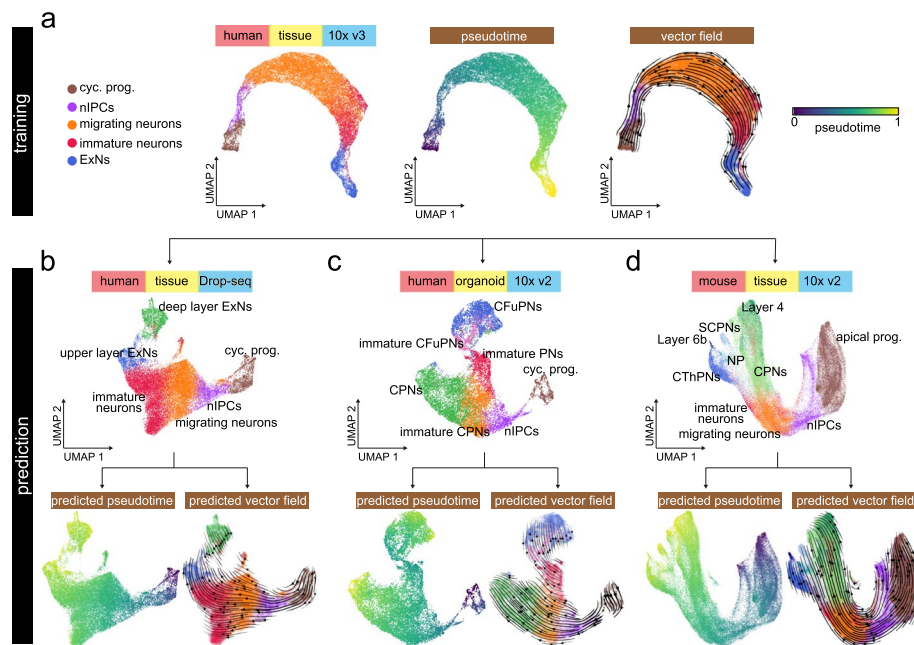 a
training
human tissue 10x v3
pseudotime
vector field
cyc. prog.
nIPCs
migrating neurons
immature neurons
ExNs
0 1
pseudotime
UMAP 2
UMAP 1
UMAP 2
UMAP 1
UMAP 2
UMAP 1
prediction
b
human tissue Drop-seq
deep layer ExNs
upper layer ExNs
cyc. prog.
immature
neurons
nIPCs
migrating neurons
UMAP 2
UMAP 1
predicted pseudotime
predicted vector field
c
human organoid 10x v2
CFuPNs
immature CFuPNs
immature PNs
cyc. prog.
CPNs
immature CPNs
nIPCs
UMAP 2
UMAP 1
predicted pseudotime
predicted vector field
d
mouse tissue 10x v2
Layer 4
SCPNs
apical prog.
Layer 6b
NP
CThPNs
CPNs
immature
neurons
migrating neurons
nIPCs
UMAP 2
UMAP 1
predicted pseudotime
predicted vector field